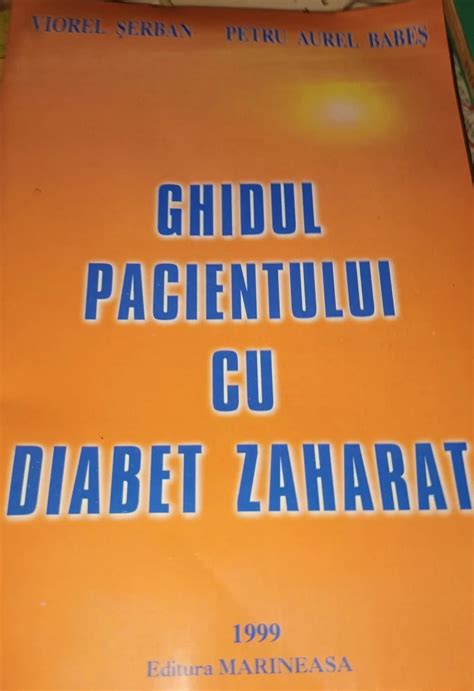 VIOREL ŞERBAN PETRU AUREL BABEŞ
GHIDUL
PACIENTULUI
CU
DIABET ZAHARAT
1999
Editura MARINEASA